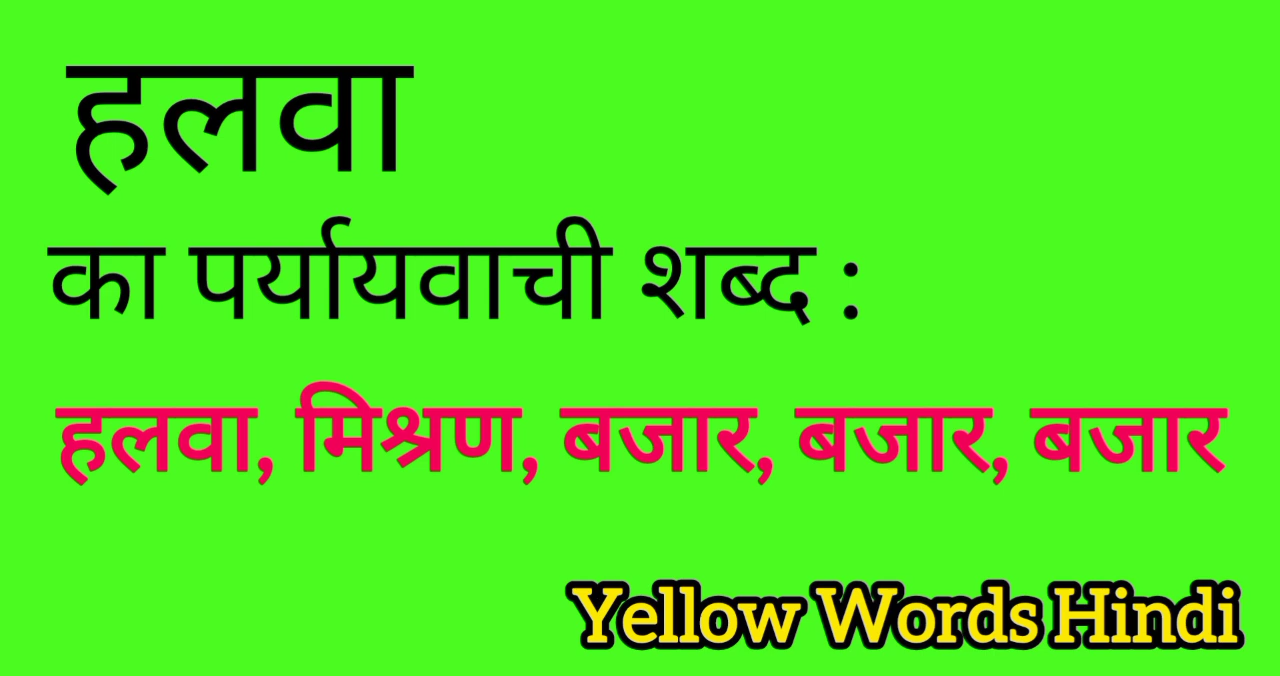 हलवा
का पर्यायवाची शब्द :
हलवा, मिश्रण, बजार, बजार, बजार
Yellow Words Hindi